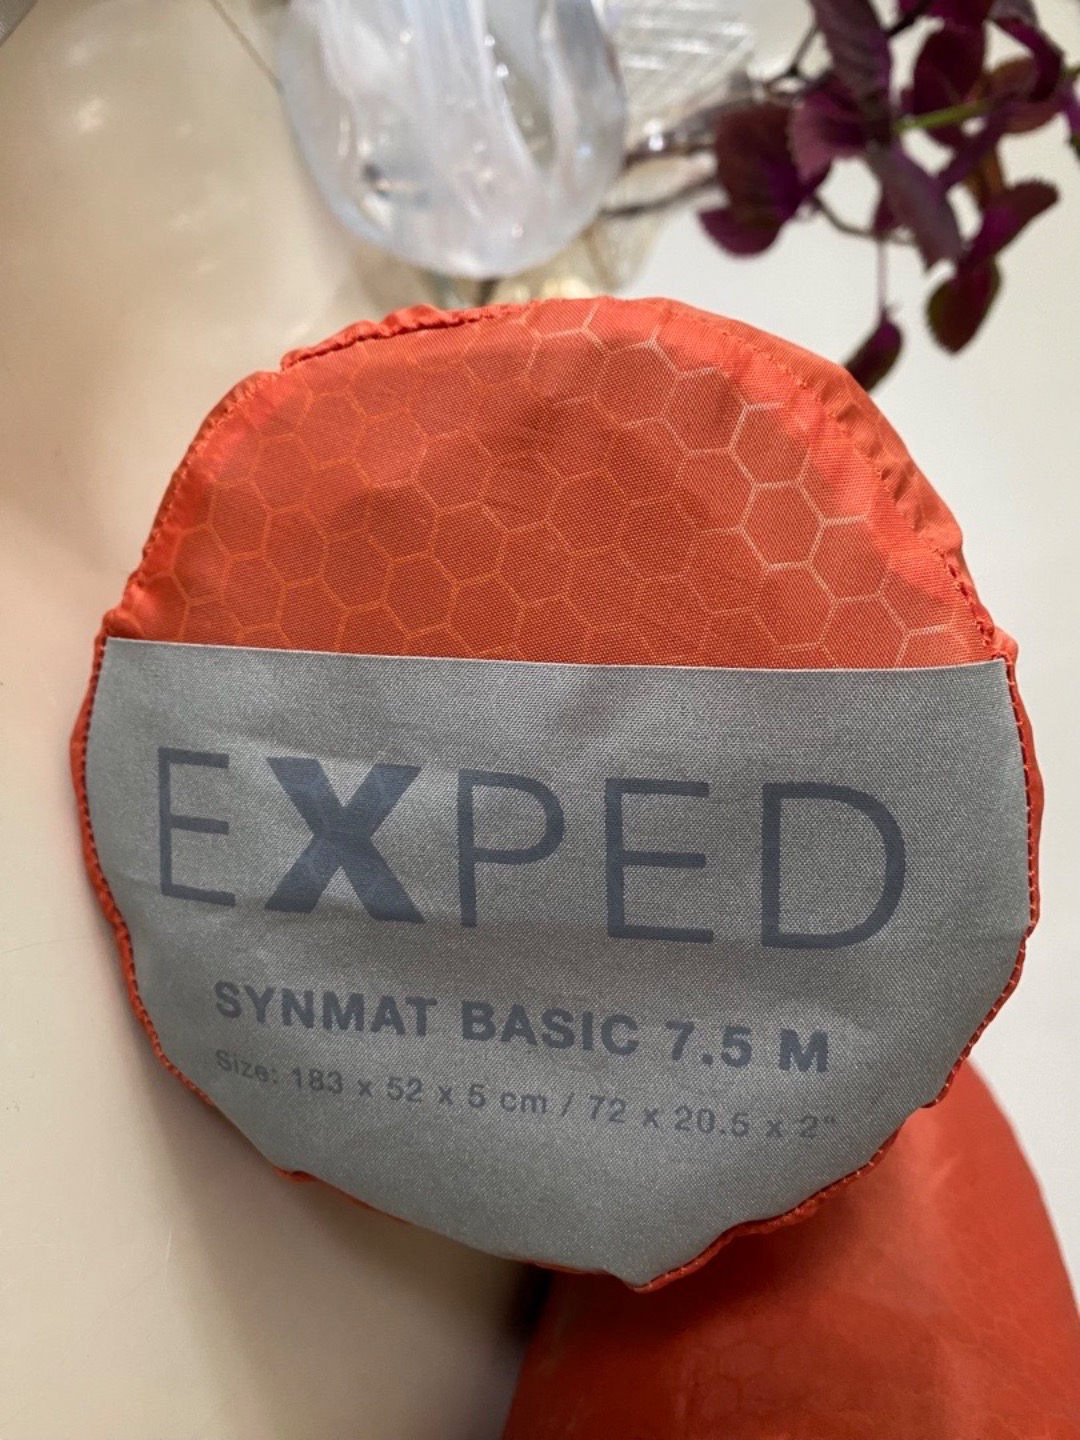 EXPED
SYNMAT BASIC 7.5 M
Size: 183 x 52 x 5 cm / 72 x 20.5 x 2"